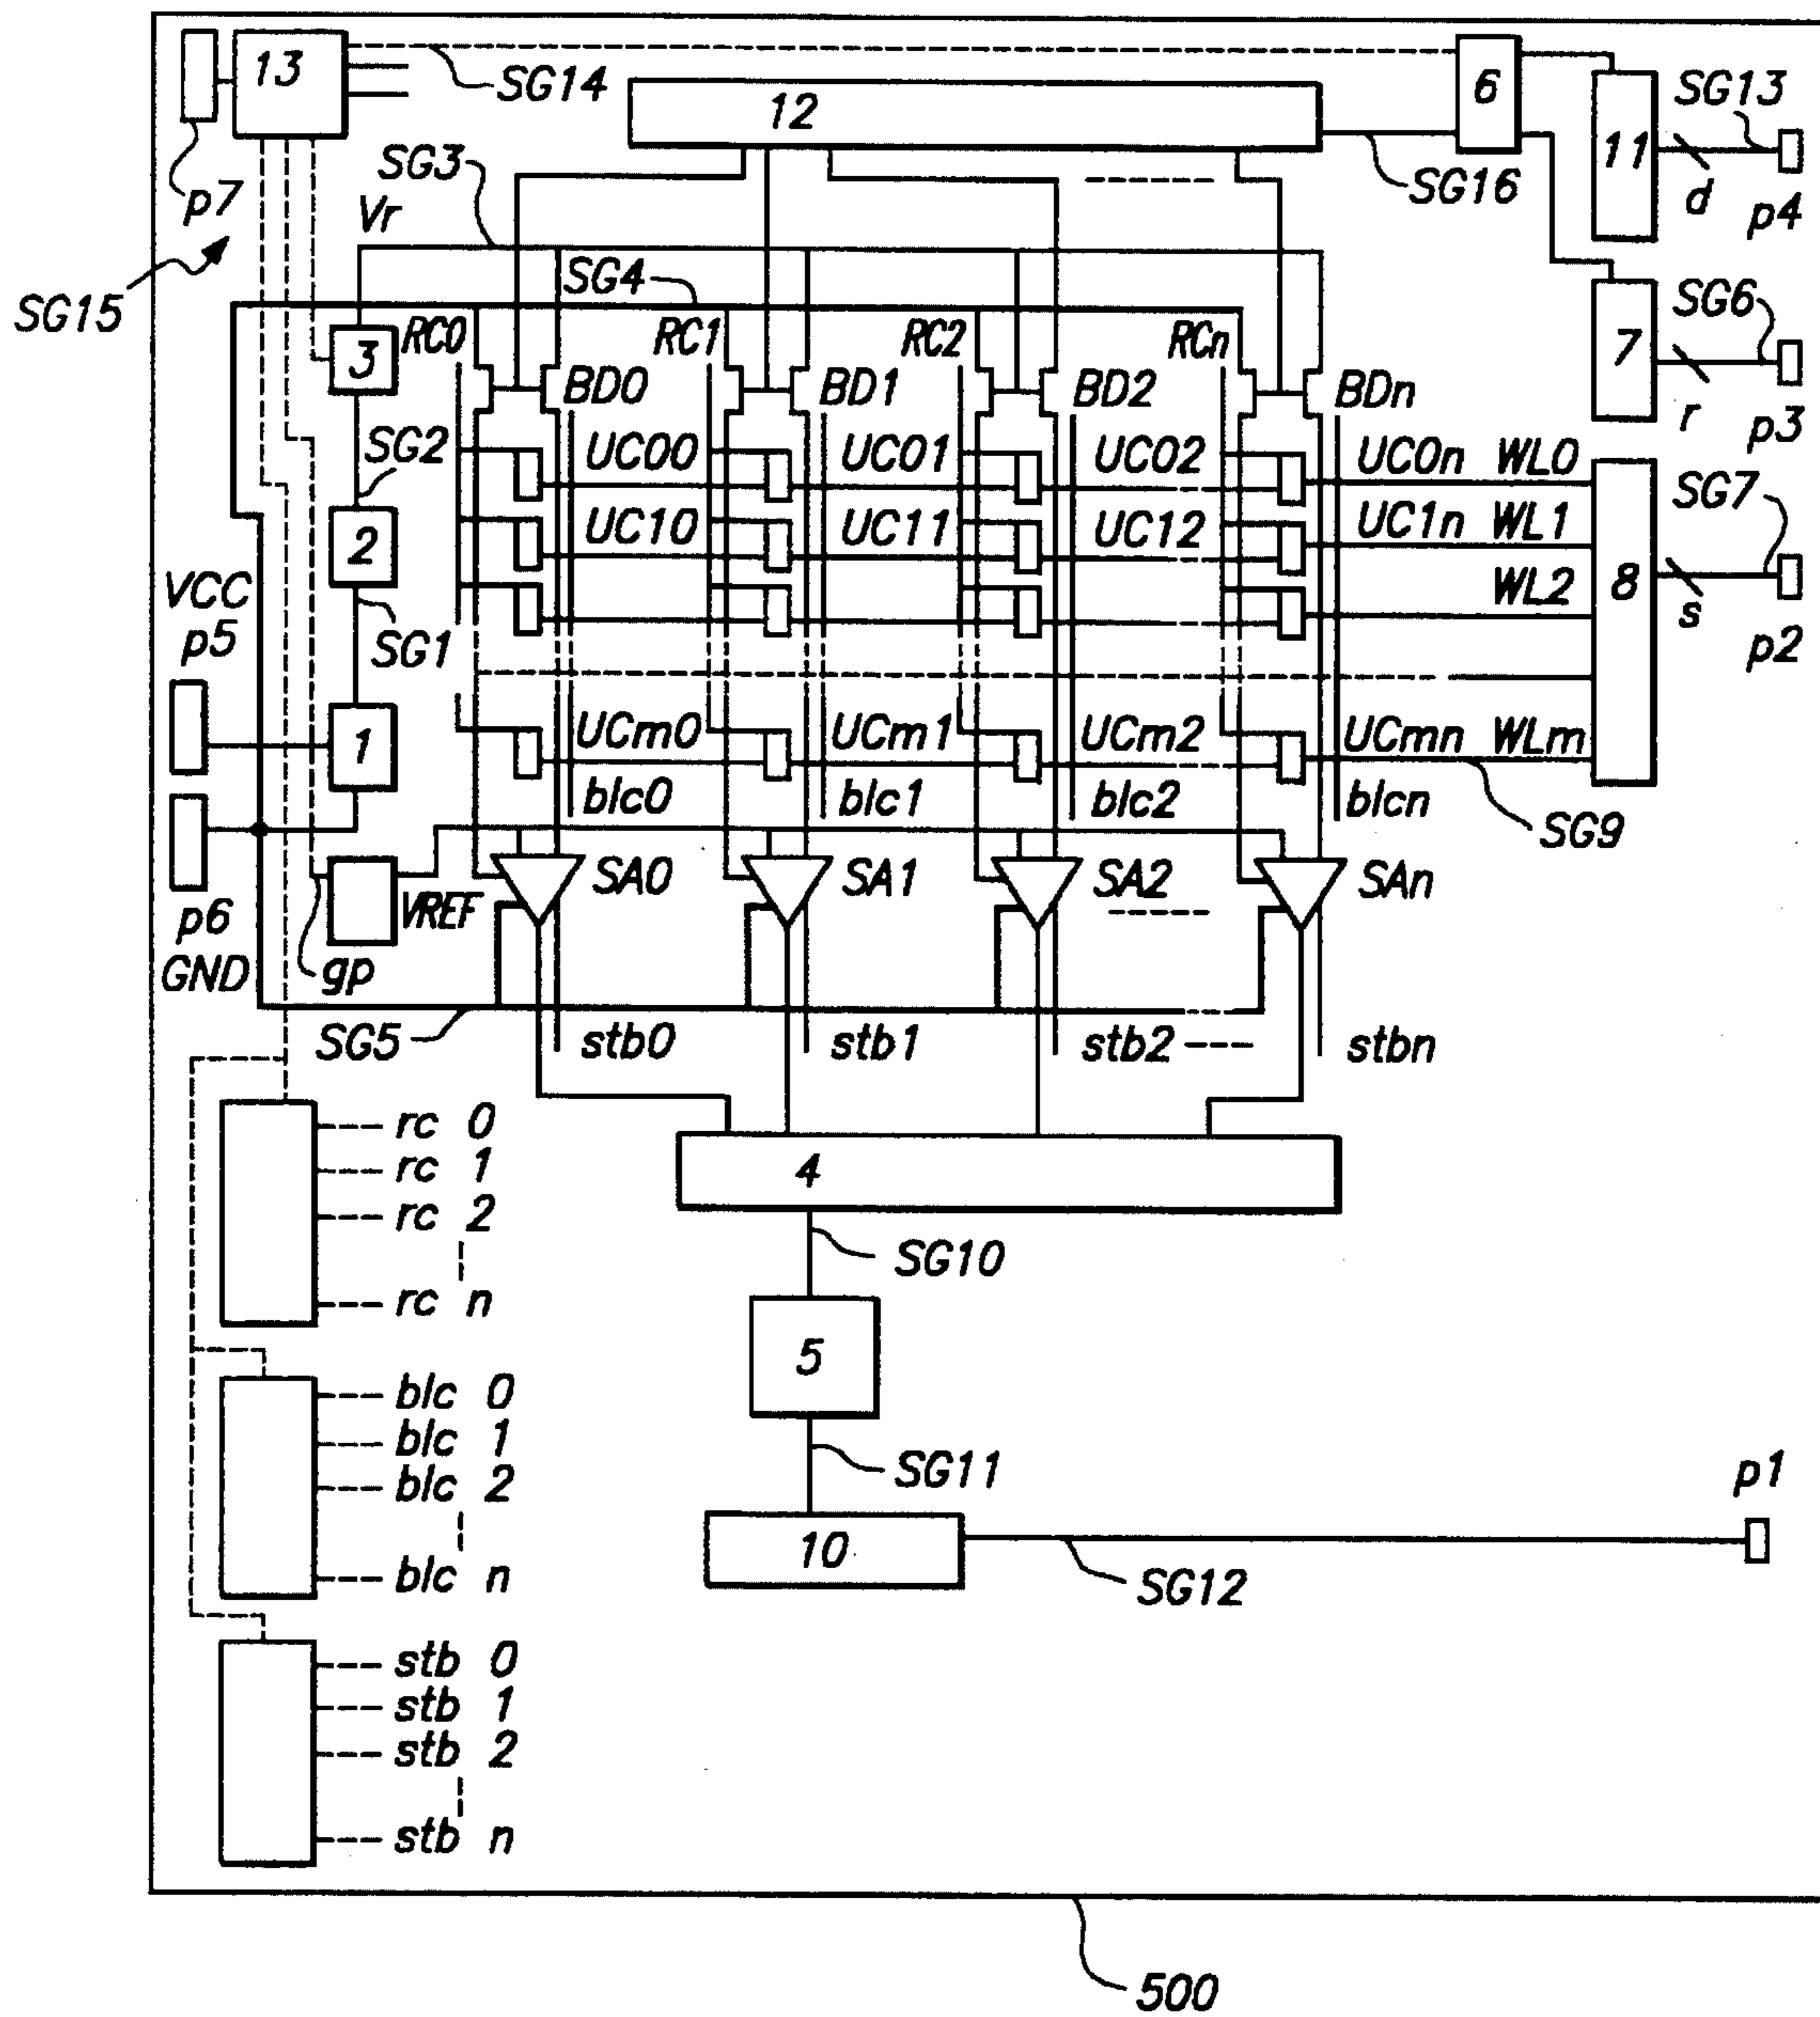 13
SG14
12
6
SG13
11
d
p4
SG16
p7
SG3
Vr
SG15
SG4
RC0
RC1
RC2
RCn
3
BD0
BD1
BD2
BDn
7
SG6
r
p3
SG2
UC00
UC01
UC02
UC0n
WL0
SG7
2
UC10
UC11
UC12
UC1n
WL1
VCC
WL2
8
s
p2
p5
SG1
1
UCm0
UCm1
UCm2
UCmn
WLm
blc0
blc1
blc2
blcn
SG9
SA0
SA1
SA2
SAn
p6
VREF
GND
gp
SG5
stb0
stb1
stb2
stbn
rc 0
rc 1
rc 2
rc n
4
SG10
5
blc 0
blc 1
blc 2
blc n
SG11
p1
10
SG12
stb 0
stb 1
stb 2
stb n
500